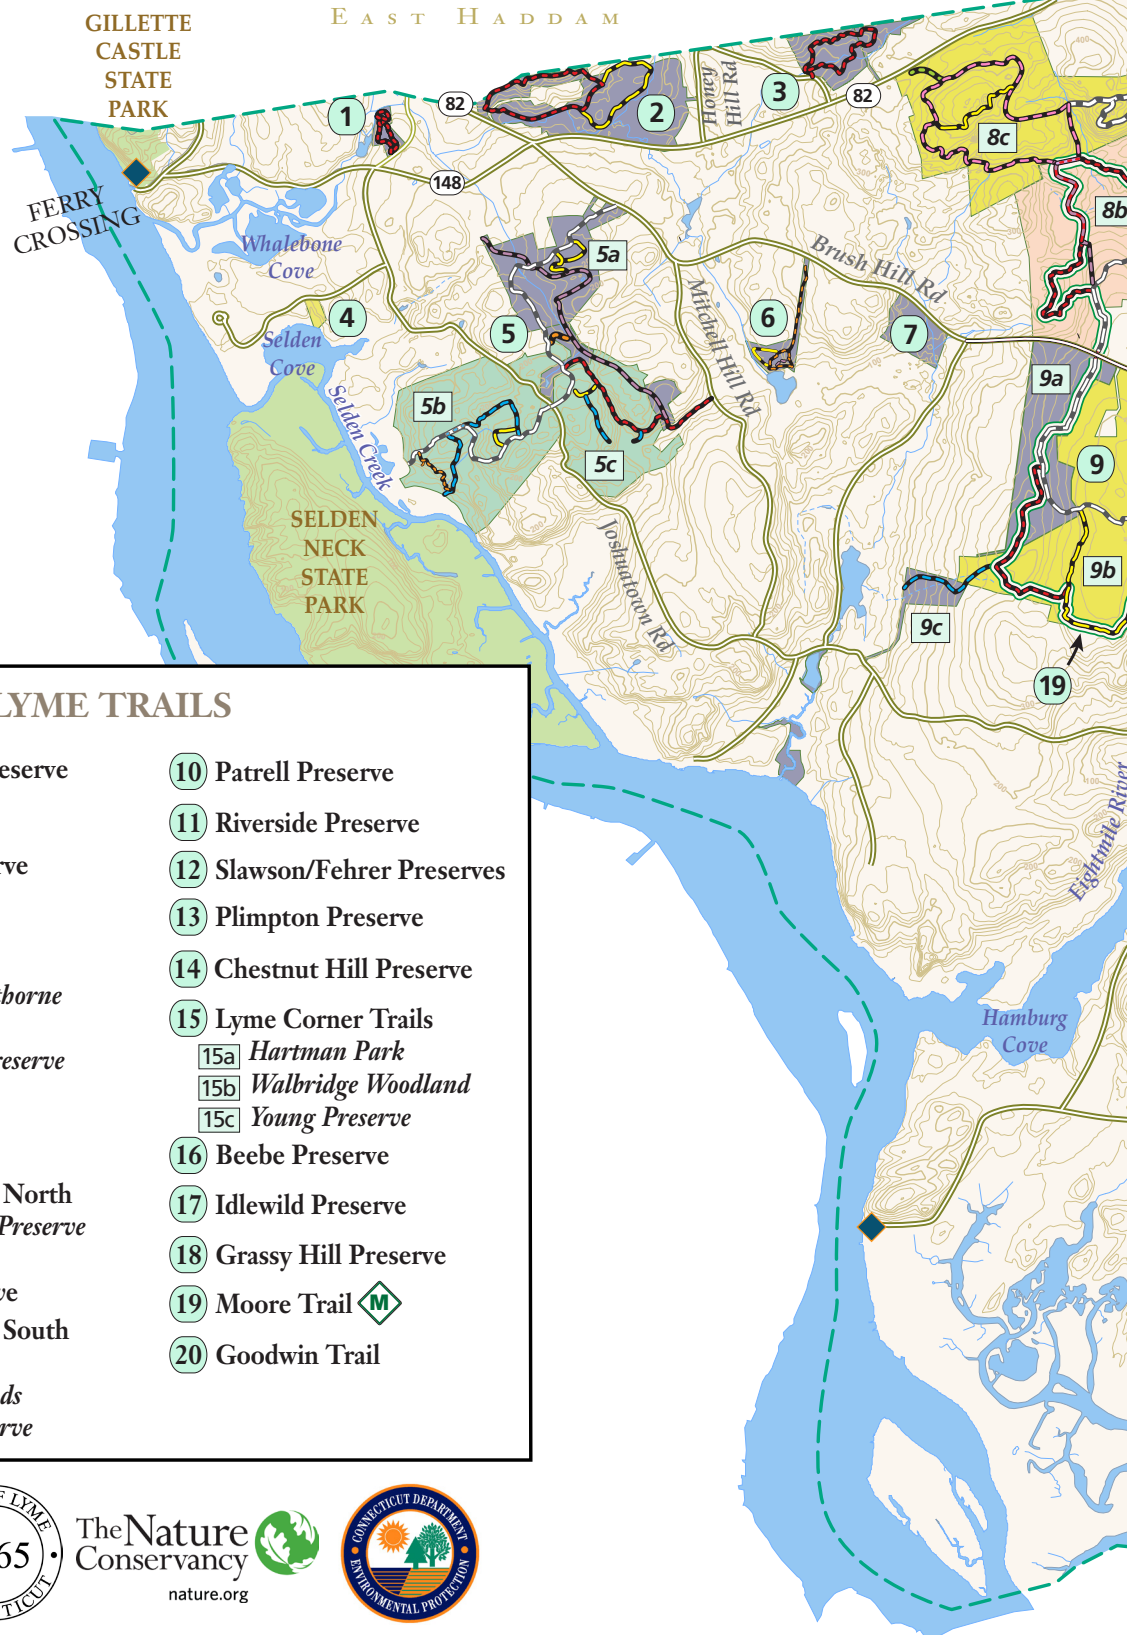 EAST HADDAM
GILLETTE
CASTLE
STATE
PARK
1
82
2
Honey
Hill Rd
3
82
8c
148
FERRY
CROSSING
8b
Whalebone
Cove
5a
Brush Hill Rd
4
5
Mitchell Hill Rd
6
7
Selden
Cove
9a
5b
Selden Creek
5c
9
SELDEN
NECK
STATE
PARK
Joshuatown Rd
9b
9c
19
LYME TRAILS
eserve
rve
thorne
reserve
North
Preserve
ve
South
ds
rve
10 Patrell Preserve
11 Riverside Preserve
12 Slawson/Fehrer Preserves
13 Plimpton Preserve
14 Chestnut Hill Preserve
15 Lyme Corner Trails
15a Hartman Park
15b Walbridge Woodland
15c Young Preserve
16 Beebe Preserve
17 Idlewild Preserve
18 Grassy Hill Preserve
19 Moore Trail M
20 Goodwin Trail
Eightmile River
Hamburg
Cove
F LYME
65
TICUT
The Nature
Conservancy
nature.org
CONNECTICUT DEPARTMENT
ENVIRONMENTAL PROTECTION